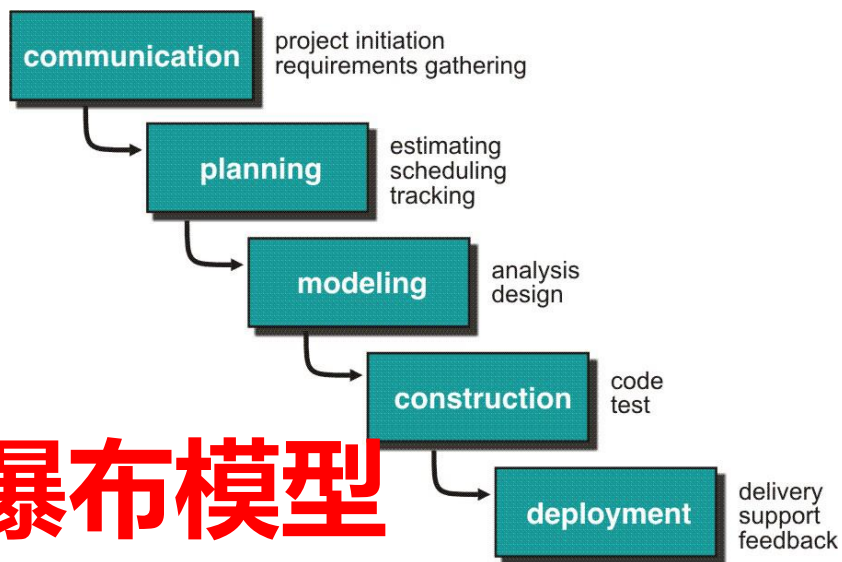 communication
project initiation
requirements gathering
planning
estimating
scheduling
tracking
modeling
analysis
design
construction
code
test
瀑布模型
deployment
delivery
support
feedback